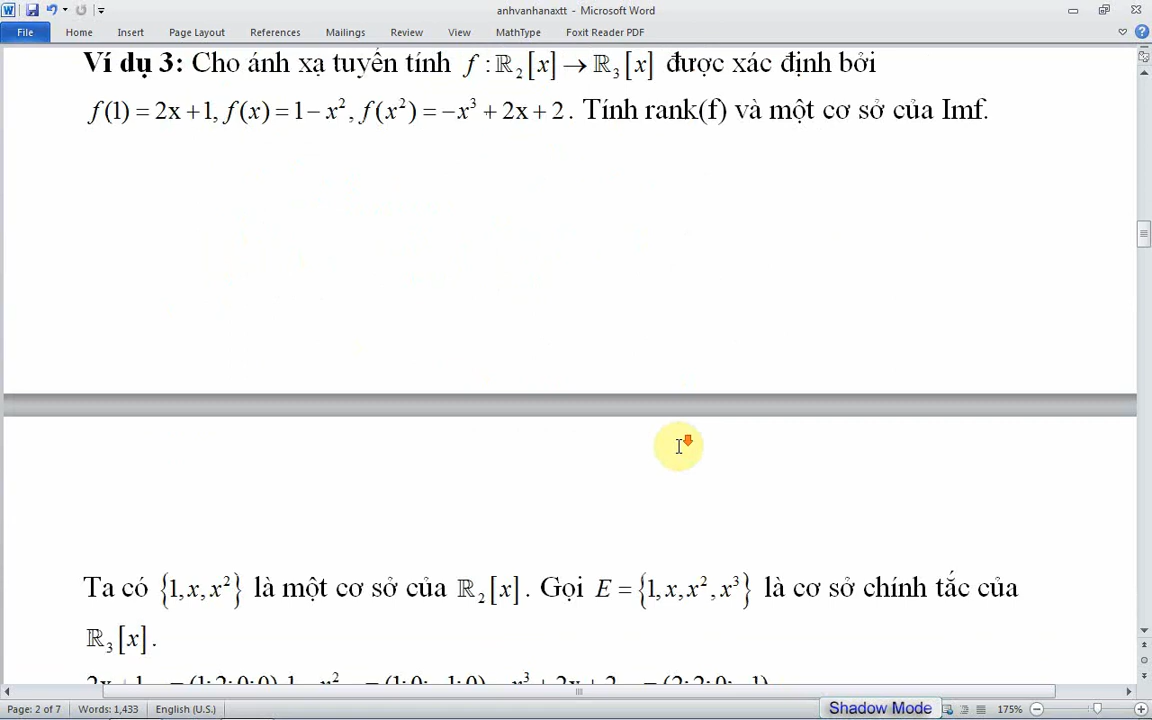 anhvanhanaxtt - Microsoft Word
File Home Insert Page Layout References Mailings Review View MathType Foxit Reader PDF
Ví dụ 3: Cho ánh xạ tuyến tính f : ℝ₂[x] → ℝ₃[x] được xác định bởi
f(1) = 2x + 1, f(x) = 1 − x², f(x²) = −x³ + 2x + 2. Tính rank(f) và một cơ sở của Imf.
Ta có {1, x, x²} là một cơ sở của ℝ₂[x]. Gọi E = {1, x, x², x³} là cơ sở chính tắc của
ℝ₃[x].
Page: 2 of 7 Words: 1,433 English (U.S.) Shadow Mode 175%